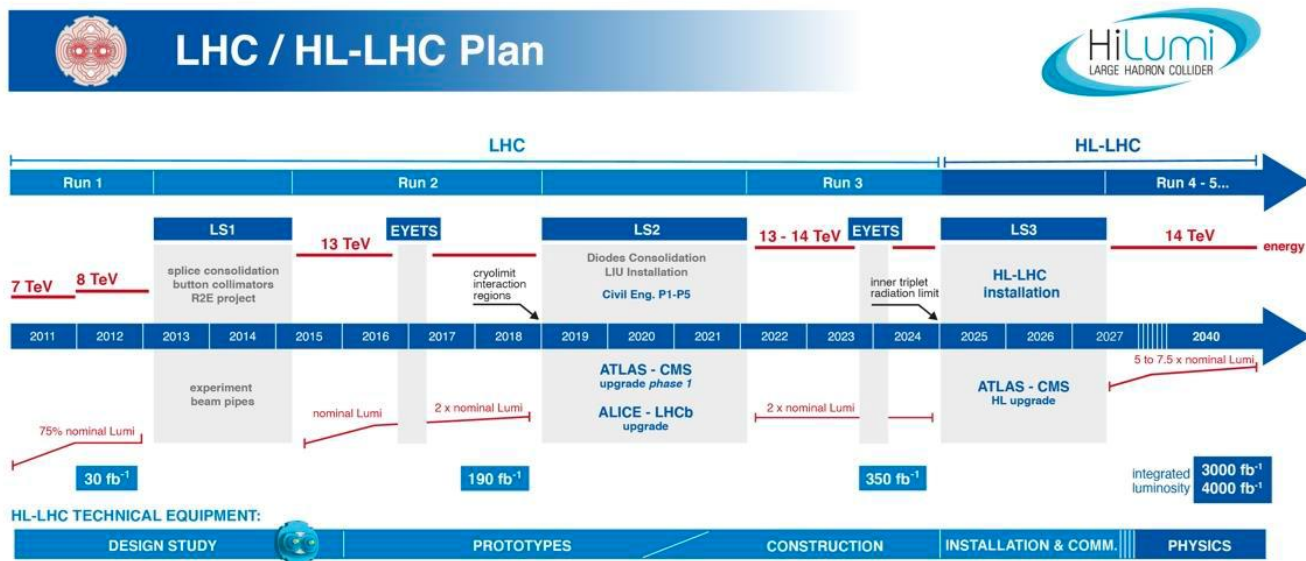 LHC / HL-LHC Plan
HiLumi
LARGE HADRON COLLIDER
LHC
HL-LHC
Run 1
Run 2
Run 3
Run 4 - 5...
LS1
splice consolidation
button collimators
R2E project
13 TeV
EYETS
LS2
Diodes Consolidation
LIU Installation
Civil Eng. P1-P5
13 - 14 TeV
EYETS
LS3
HL-LHC
installation
14 TeV
energy
7 TeV
8 TeV
cryolimit
interaction
regions
inner triplet
radiation limit
2011
2012
2013
2014
2015
2016
2017
2018
2019
2020
2021
2022
2023
2024
2025
2026
2027
2040
75% nominal Lumi
experiment
beam pipes
nominal Lumi
2 x nominal Lumi
ATLAS - CMS
upgrade phase 1
ALICE - LHCb
upgrade
2 x nominal Lumi
ATLAS - CMS
HL upgrade
5 to 7.5 x nominal Lumi
30 fb⁻¹
190 fb⁻¹
350 fb⁻¹
integrated
luminosity
3000 fb⁻¹
4000 fb⁻¹
HL-LHC TECHNICAL EQUIPMENT:
DESIGN STUDY
PROTOTYPES
CONSTRUCTION
INSTALLATION & COMM.
PHYSICS